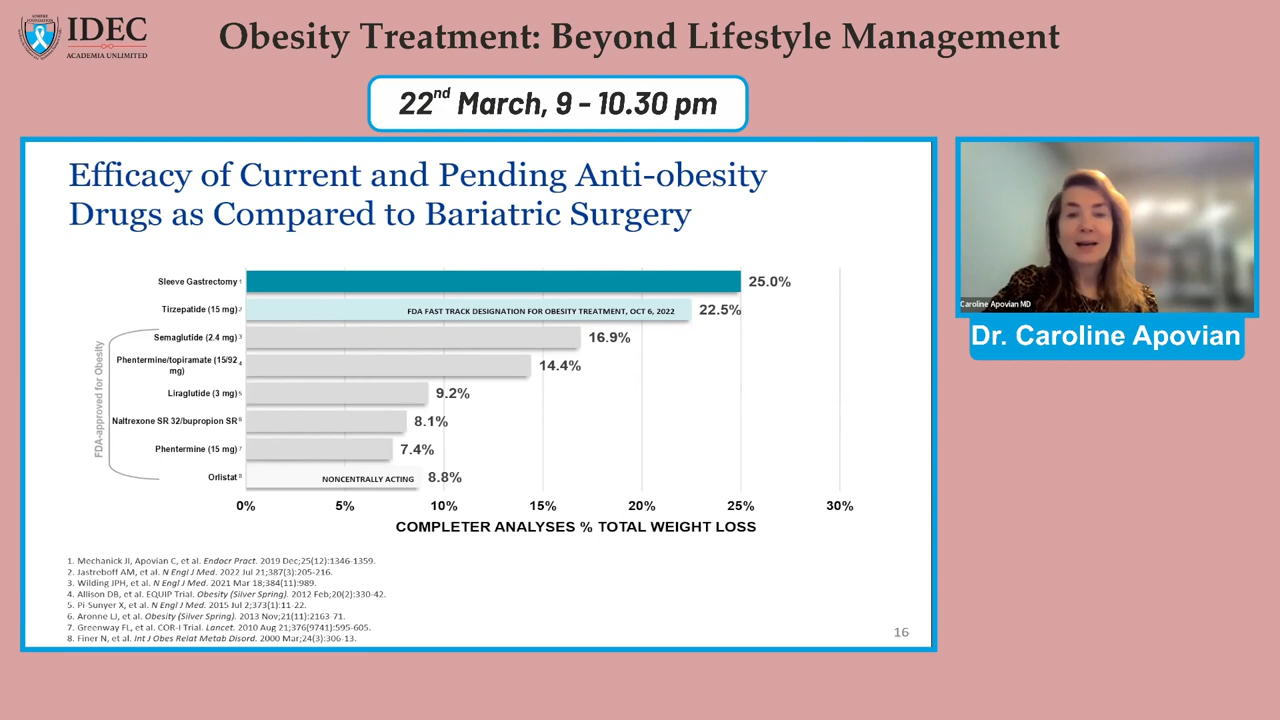 IDEC
ACADEMIA UNLIMITED
Obesity Treatment: Beyond Lifestyle Management
22nd March, 9 - 10.30 pm
Efficacy of Current and Pending Anti-obesity
Drugs as Compared to Bariatric Surgery
Sleeve Gastrectomy 1 25.0%
Tirzepatide (15 mg) 2 FDA FAST TRACK DESIGNATION FOR OBESITY TREATMENT, OCT 6, 2022 22.5%
FDA-approved for Obesity
Semaglutide (2.4 mg) 3 16.9%
Phentermine/topiramate (15/92 4
mg)
14.4%
Liraglutide (3 mg) 5 9.2%
Naltrexone SR 32/bupropion SR 6 8.1%
Phentermine (15 mg) 7 7.4%
Orlistat 8 NONCENTRALLY ACTING 8.8%
0% 5% 10% 15% 20% 25% 30%
COMPLETER ANALYSES % TOTAL WEIGHT LOSS
1. Mechanick JI, Apovian C, et al. Endocr Pract. 2019 Dec;25(12):1346-1359.
2. Jastreboff AM, et al. N Engl J Med. 2022 Jul 21;387(3):205-216.
3. Wilding JPH, et al. N Engl J Med. 2021 Mar 18;384(11):989.
4. Allison DB, et al. EQUIP Trial. Obesity (Silver Spring). 2012 Feb;20(2):330-42.
5. Pi-Sunyer X, et al. N Engl J Med. 2015 Jul 2;373(1):11-22.
6. Aronne LJ, et al. Obesity (Silver Spring). 2013 Nov;21(11):2163-71.
7. Greenway FL, et al. COR-I Trial. Lancet. 2010 Aug 21;376(9741):595-605.
8. Finer N, et al. Int J Obes Relat Metab Disord. 2000 Mar;24(3):306-13.
16
Caroline Apovian MD
Dr. Caroline Apovian